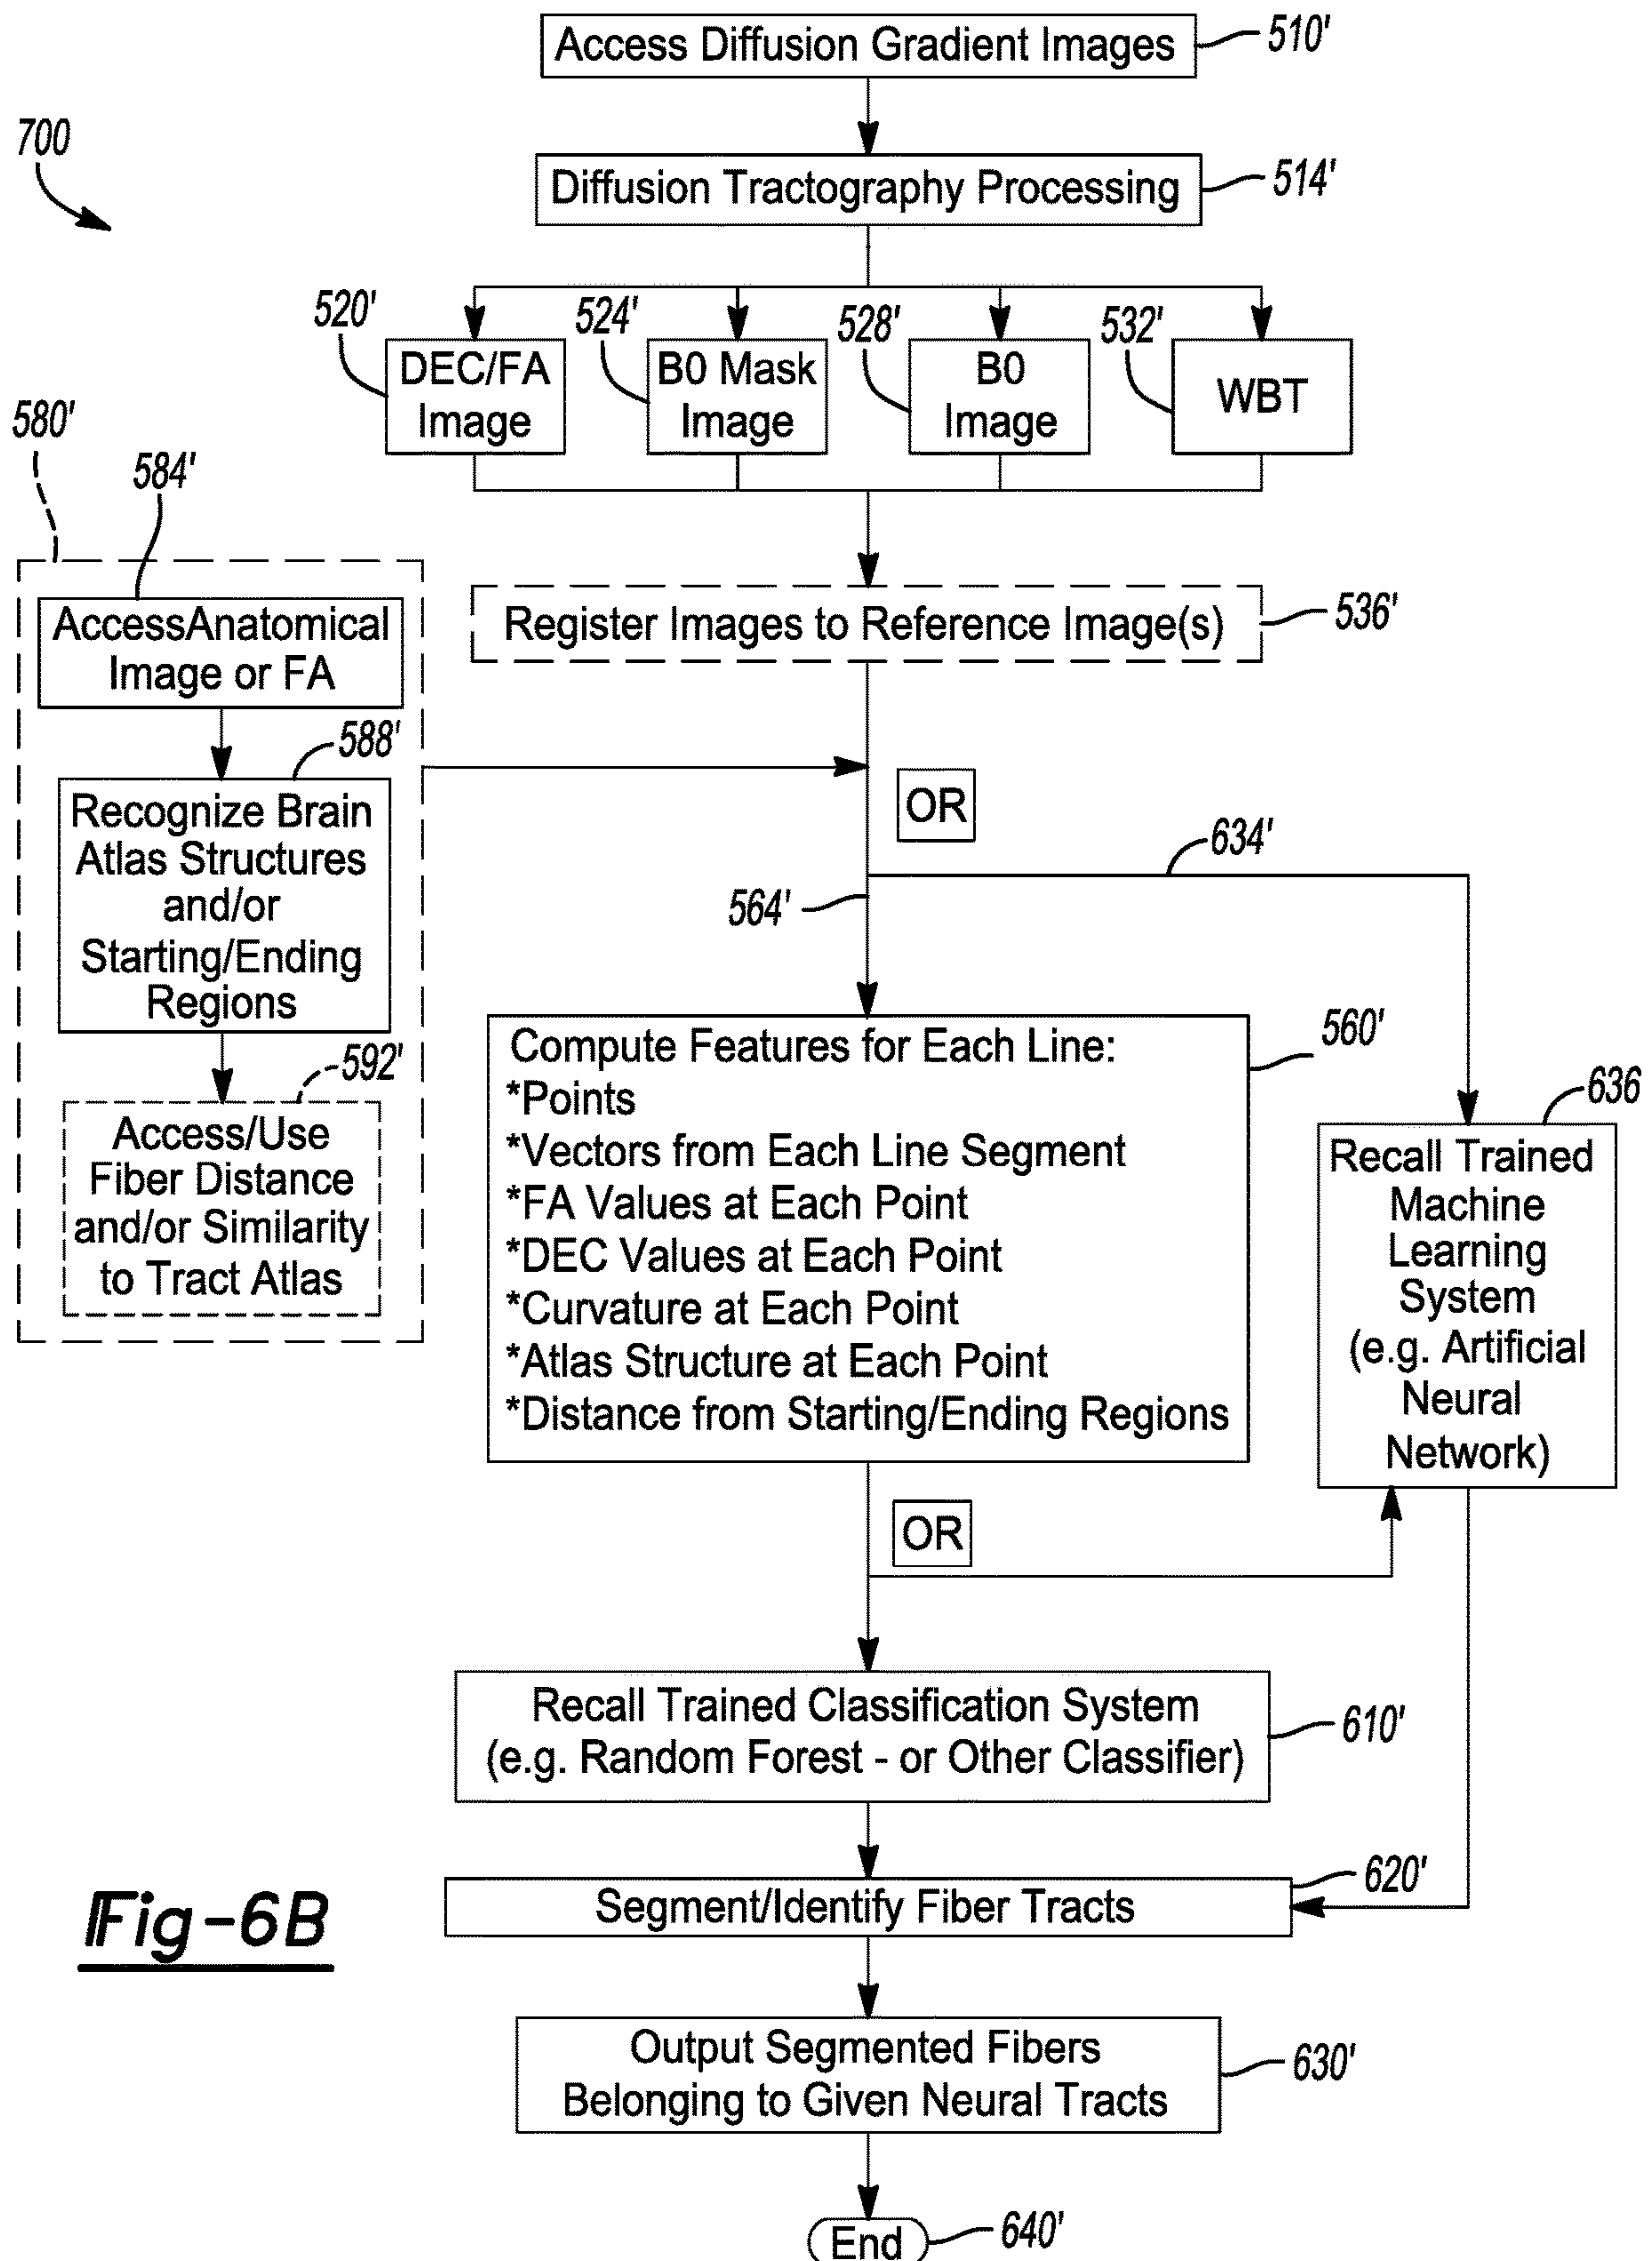 Access Diffusion Gradient Images
510'
700
Diffusion Tractography Processing
514'
520'
524'
528'
532'
DEC/FA
Image
B0 Mask
Image
B0
Image
WBT
580'
584'
AccessAnatomical
Image or FA
Register Images to Reference Image(s)
536'
588'
Recognize Brain
Atlas Structures
and/or
Starting/Ending
Regions
OR
634'
564'
592'
Access/Use
Fiber Distance
and/or Similarity
to Tract Atlas
Compute Features for Each Line:
*Points
*Vectors from Each Line Segment
*FA Values at Each Point
*DEC Values at Each Point
*Curvature at Each Point
*Atlas Structure at Each Point
*Distance from Starting/Ending Regions
560'
636
Recall Trained
Machine
Learning
System
(e.g. Artificial
Neural
Network)
OR
Recall Trained Classification System
(e.g. Random Forest - or Other Classifier)
610'
Segment/Identify Fiber Tracts
620'
Fig-6B
Output Segmented Fibers
Belonging to Given Neural Tracts
630'
End
640'